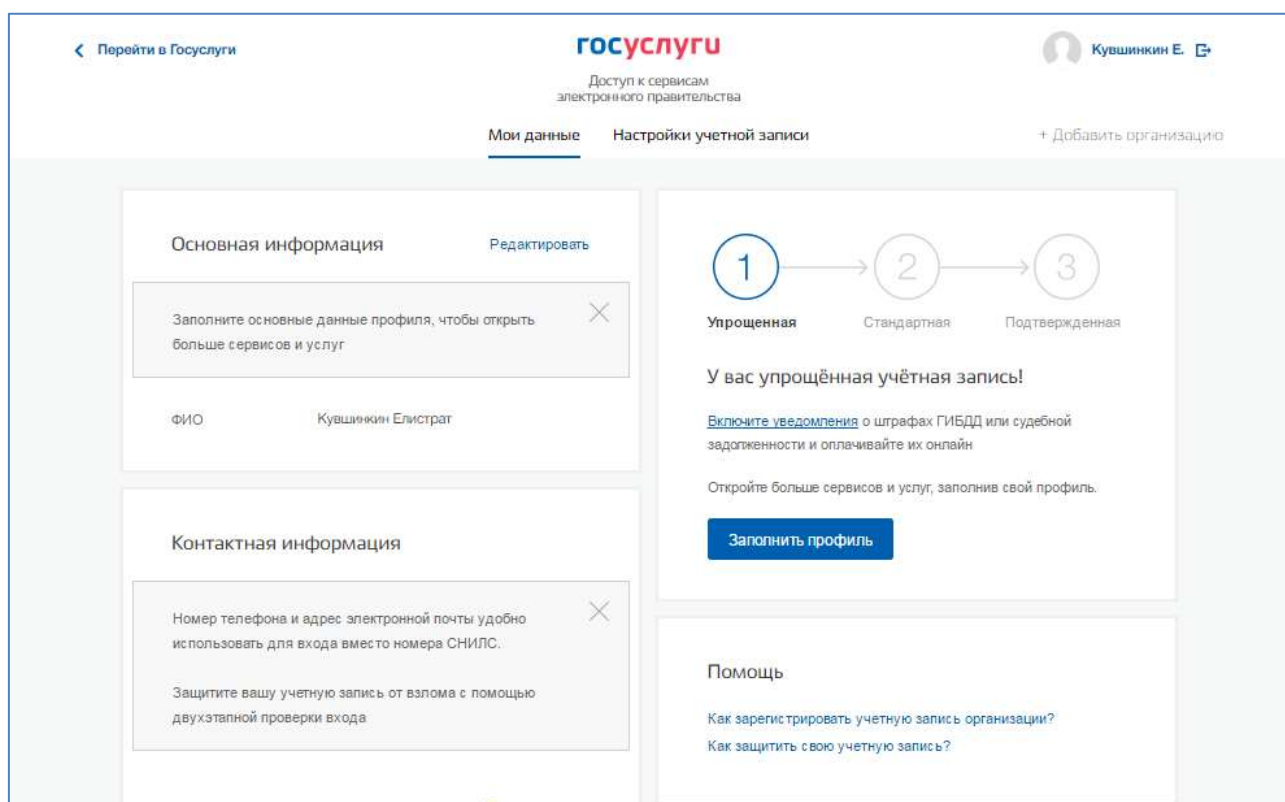 Перейти в Госуслуги
госуслуги
Кувшинкин Е.
Доступ к сервисам
электронного правительства
Мои данные
Настройки учетной записи
+ Добавить организацию
Основная информация
Редактировать
Заполните основные данные профиля, чтобы открыть
больше сервисов и услуг
ФИО
Кувшинкин Елистрат
Контактная информация
Номер телефона и адрес электронной почты удобно
использовать для входа вместо номера СНИЛС.
Защитите вашу учетную запись от взлома с помощью
двухэтапной проверки входа
1
2
3
Упрощенная
Стандартная
Подтвержденная
У вас упрощённая учётная запись!
Включите уведомления о штрафах ГИБДД или судебной
задолженности и оплачивайте их онлайн
Откройте больше сервисов и услуг, заполнив свой профиль.
Заполнить профиль
Помощь
Как зарегистрировать учетную запись организации?
Как защитить свою учетную запись?